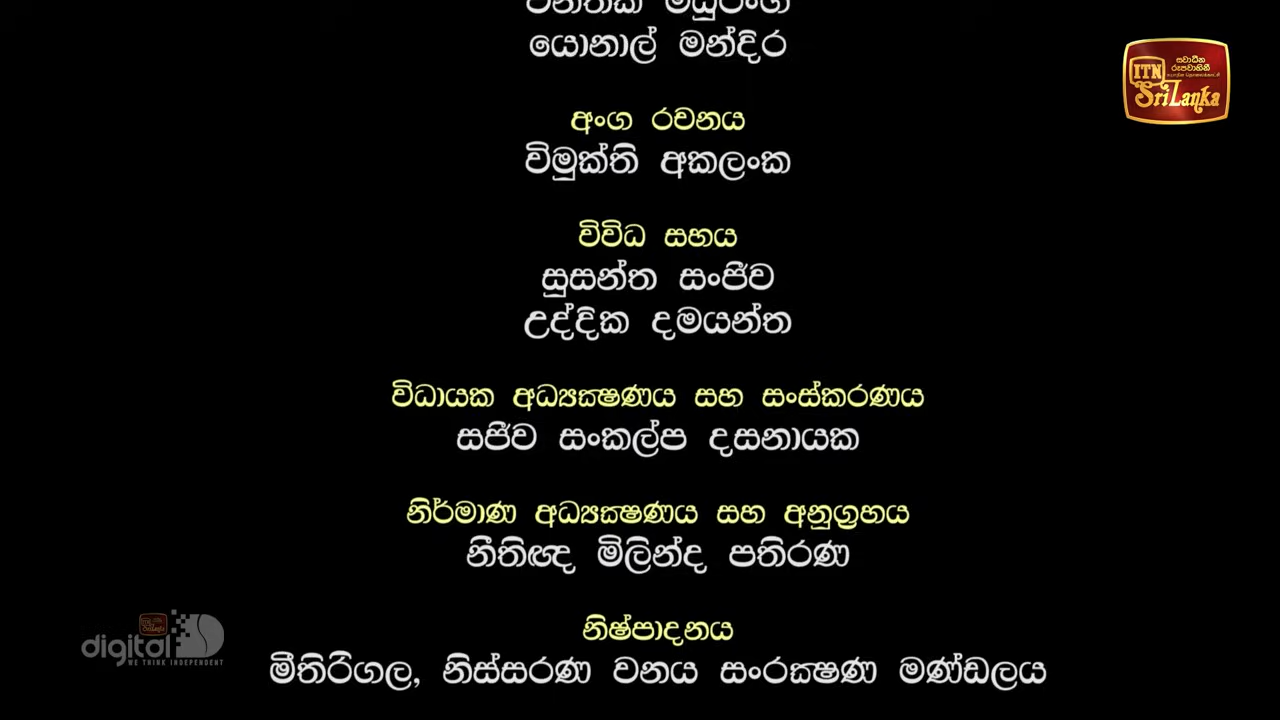 යොනාල් මන්දිර
අංග රචනය
විමුක්ති අකලංක
විවිධ සහය
සුසන්ත සංජීව
උද්දික දමයන්ත
විධායක අධ්‍යක්ෂණය සහ සංස්කරණය
සජීව සංකල්ප දසනායක
නිර්මාණ අධ්‍යක්ෂණය සහ අනුග්‍රහය
නීතිඥ මිලින්ද පතිරණ
නිෂ්පාදනය
මීතිරිගල, නිස්සරණ වනය සංරක්ෂණ මණ්ඩලය
ස්වාධීන
රූපවාහිනී
ITN
SriLanka
digital
WE THINK INDEPENDENT